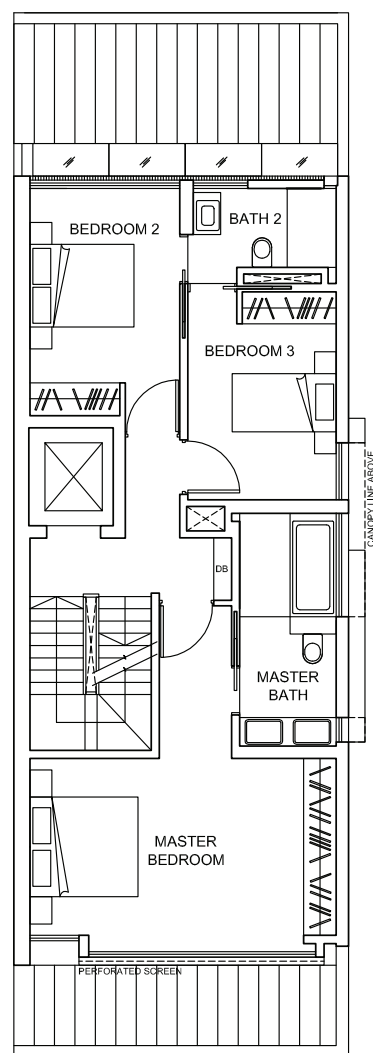 BEDROOM 2
BATH 2
BEDROOM 3
CANOPY LINE ABOVE
DB
MASTER
BATH
MASTER
BEDROOM
PERFORATED SCREEN